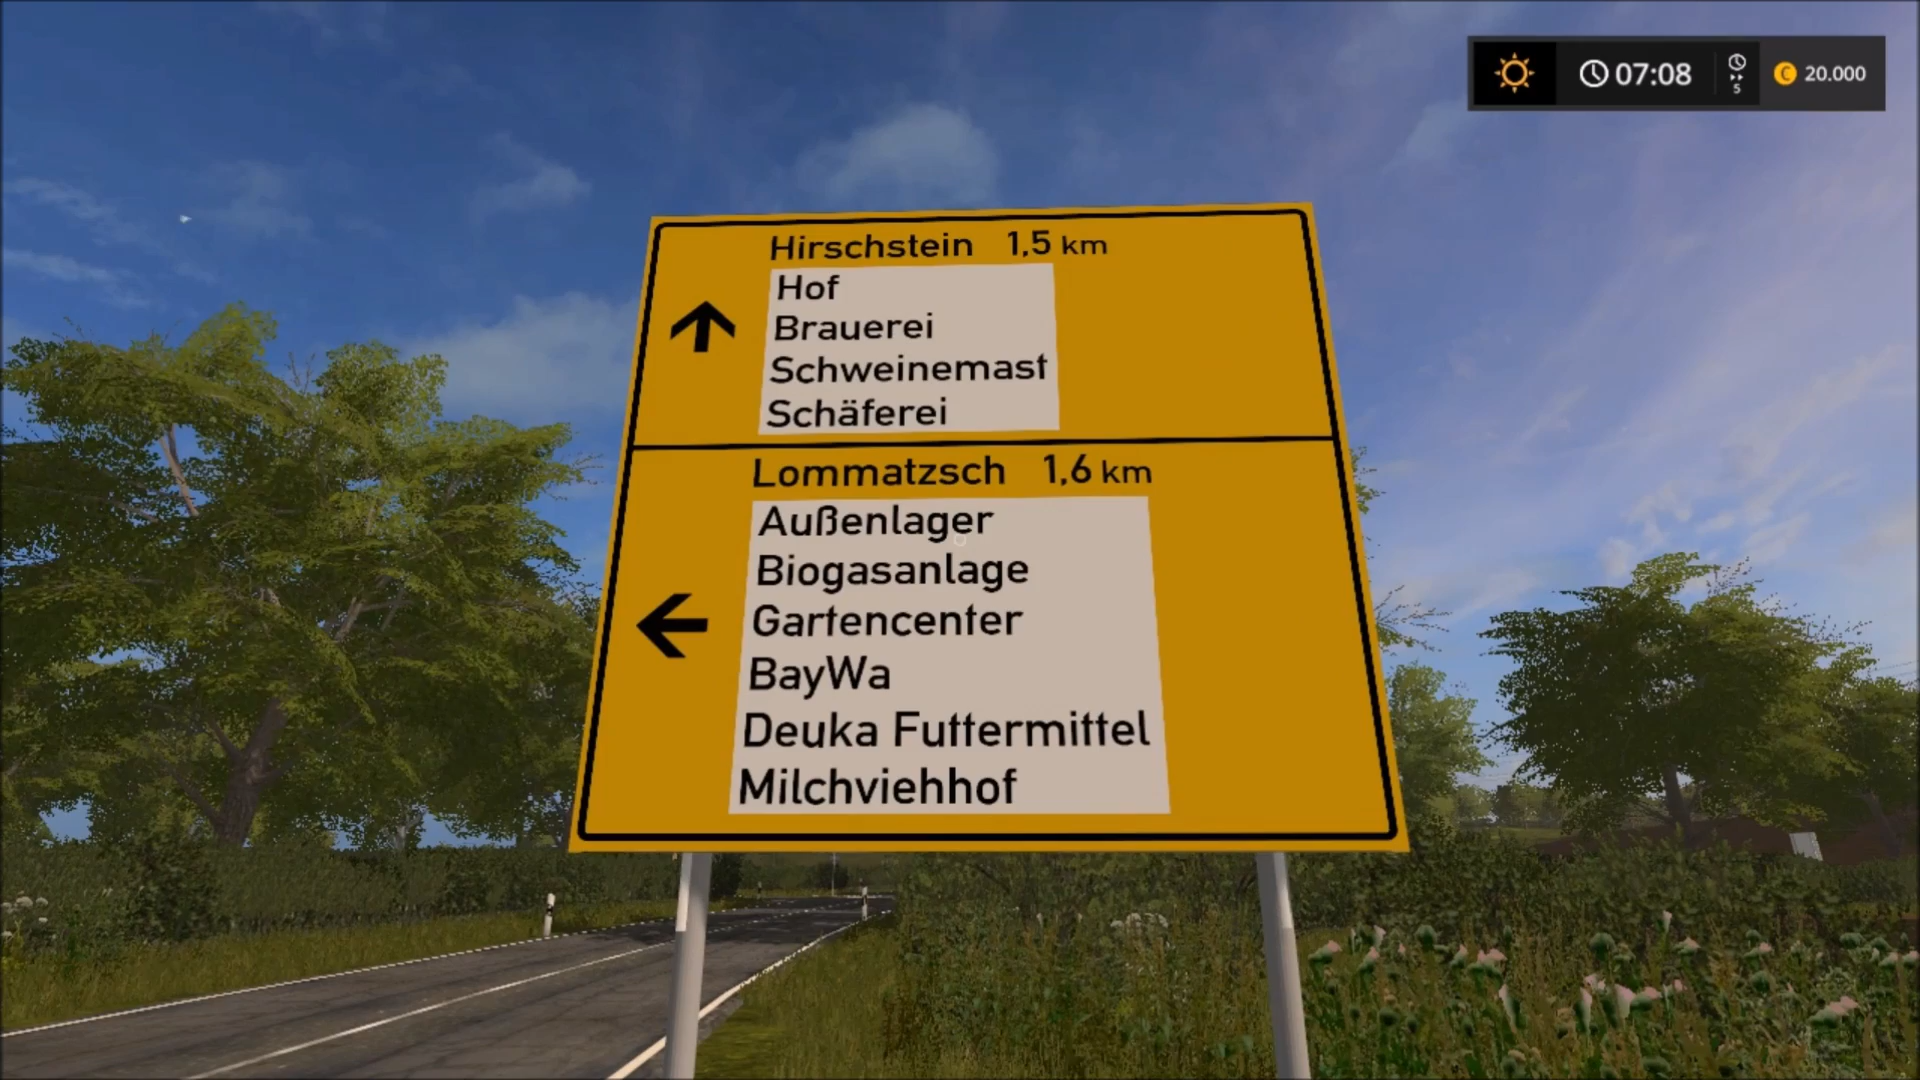 07:08
5
20.000
Hirschstein 1,5 km
Hof
Brauerei
Schweinemast
Schäferei
Lommatzsch 1,6 km
Außenlager
Biogasanlage
Gartencenter
BayWa
Deuka Futtermittel
Milchviehhof